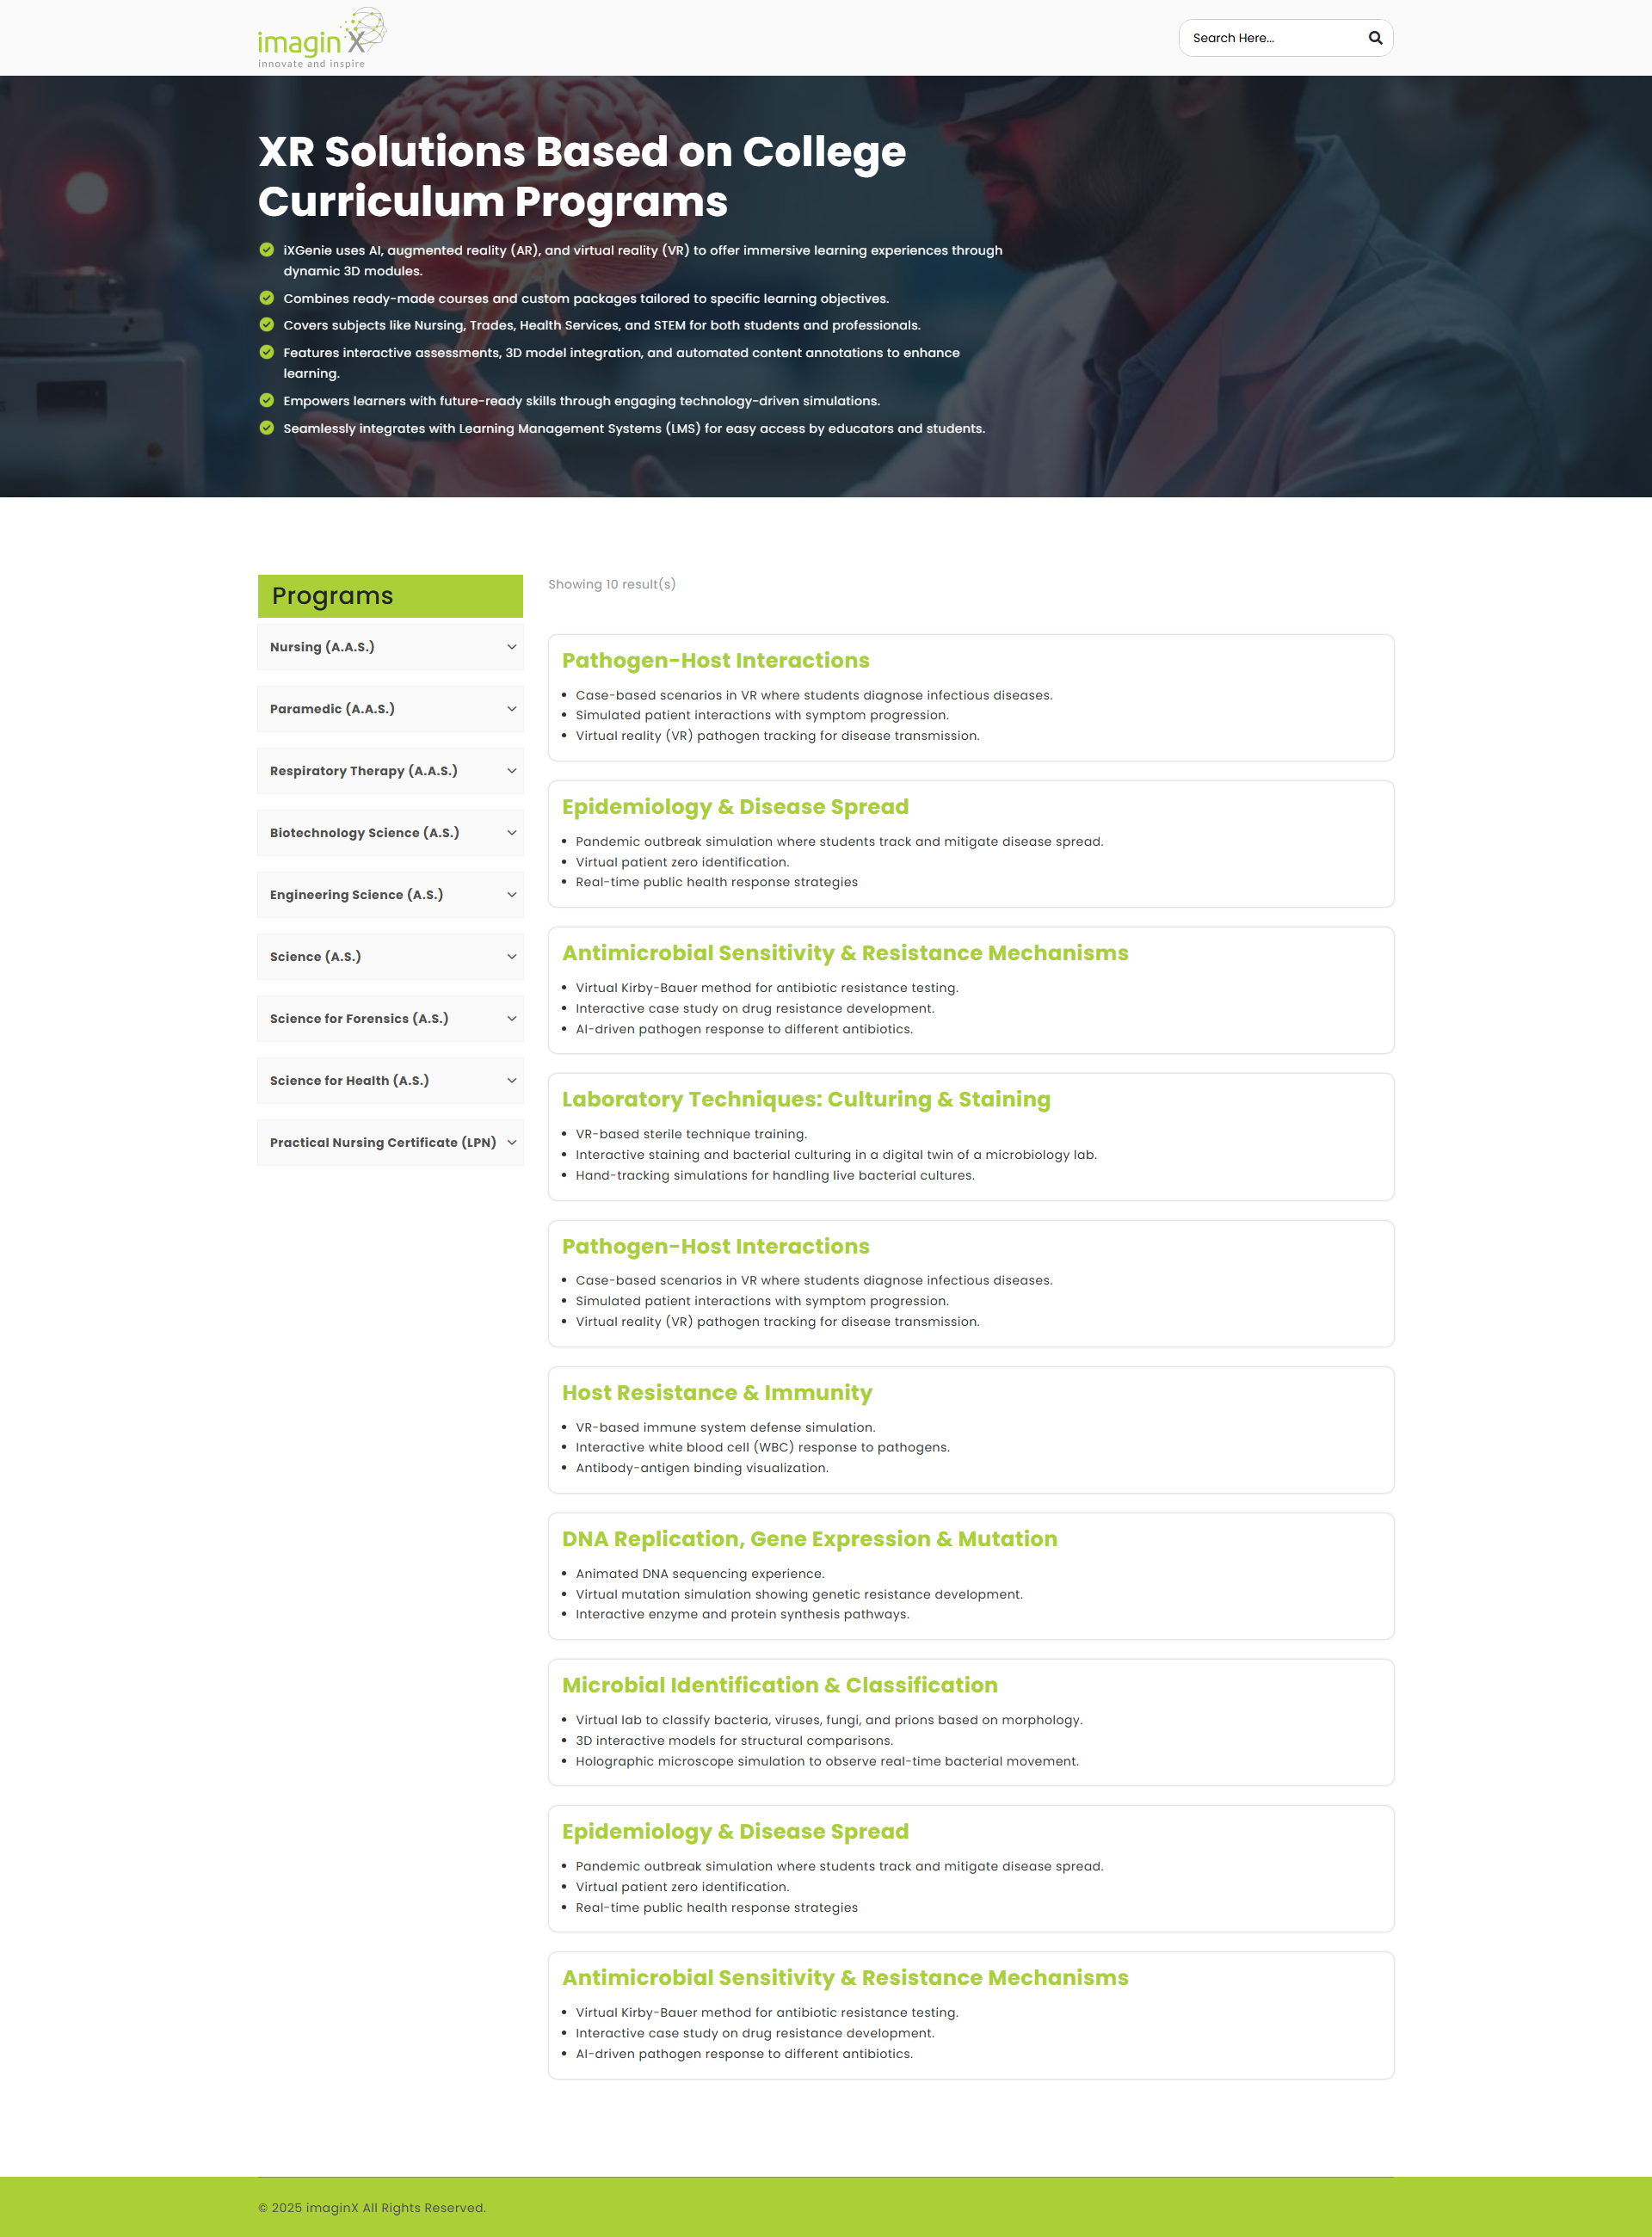 imaginX
innovate and inspire
Search Here...
XR Solutions Based on College
Curriculum Programs
iXGenie uses AI, augmented reality (AR), and virtual reality (VR) to offer immersive learning experiences through
dynamic 3D modules.
Combines ready-made courses and custom packages tailored to specific learning objectives.
Covers subjects like Nursing, Trades, Health Services, and STEM for both students and professionals.
Features interactive assessments, 3D model integration, and automated content annotations to enhance
learning.
Empowers learners with future-ready skills through engaging technology-driven simulations.
Seamlessly integrates with Learning Management Systems (LMS) for easy access by educators and students.
Programs
Nursing (A.A.S.)
Paramedic (A.A.S.)
Respiratory Therapy (A.A.S.)
Biotechnology Science (A.S.)
Engineering Science (A.S.)
Science (A.S.)
Science for Forensics (A.S.)
Science for Health (A.S.)
Practical Nursing Certificate (LPN)
Showing 10 result(s)
Pathogen-Host Interactions
• Case-based scenarios in VR where students diagnose infectious diseases.
• Simulated patient interactions with symptom progression.
• Virtual reality (VR) pathogen tracking for disease transmission.
Epidemiology & Disease Spread
• Pandemic outbreak simulation where students track and mitigate disease spread.
• Virtual patient zero identification.
• Real-time public health response strategies
Antimicrobial Sensitivity & Resistance Mechanisms
• Virtual Kirby-Bauer method for antibiotic resistance testing.
• Interactive case study on drug resistance development.
• AI-driven pathogen response to different antibiotics.
Laboratory Techniques: Culturing & Staining
• VR-based sterile technique training.
• Interactive staining and bacterial culturing in a digital twin of a microbiology lab.
• Hand-tracking simulations for handling live bacterial cultures.
Pathogen-Host Interactions
• Case-based scenarios in VR where students diagnose infectious diseases.
• Simulated patient interactions with symptom progression.
• Virtual reality (VR) pathogen tracking for disease transmission.
Host Resistance & Immunity
• VR-based immune system defense simulation.
• Interactive white blood cell (WBC) response to pathogens.
• Antibody-antigen binding visualization.
DNA Replication, Gene Expression & Mutation
• Animated DNA sequencing experience.
• Virtual mutation simulation showing genetic resistance development.
• Interactive enzyme and protein synthesis pathways.
Microbial Identification & Classification
• Virtual lab to classify bacteria, viruses, fungi, and prions based on morphology.
• 3D interactive models for structural comparisons.
• Holographic microscope simulation to observe real-time bacterial movement.
Epidemiology & Disease Spread
• Pandemic outbreak simulation where students track and mitigate disease spread.
• Virtual patient zero identification.
• Real-time public health response strategies
Antimicrobial Sensitivity & Resistance Mechanisms
• Virtual Kirby-Bauer method for antibiotic resistance testing.
• Interactive case study on drug resistance development.
• AI-driven pathogen response to different antibiotics.
© 2025 imaginX All Rights Reserved.